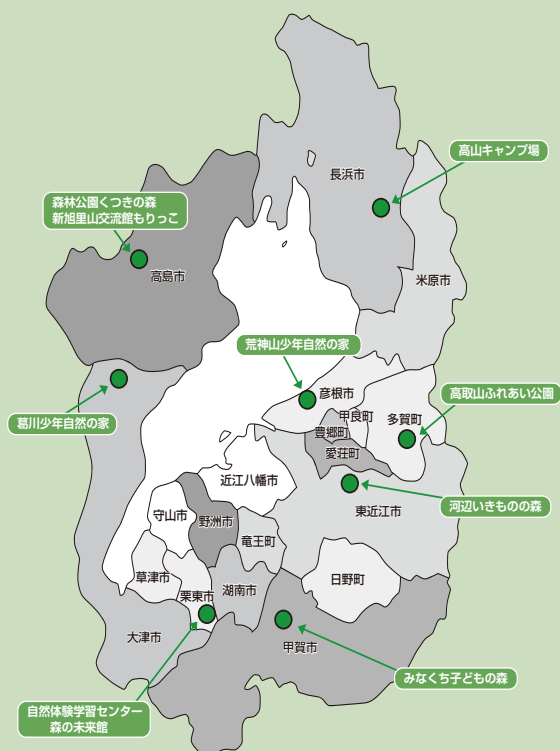 高山キャンプ場
長浜市
森林公園くつきの森
新旭里山交流館もりっこ
高島市
米原市
荒神山少年自然の家
彦根市
高取山ふれあい公園
甲良町
多賀町
葛川少年自然の家
豊郷町
愛荘町
近江八幡市
河辺いきものの森
東近江市
守山市
野洲市
竜王町
草津市
日野町
栗東市
湖南市
大津市
甲賀市
みなくち子どもの森
自然体験学習センター
森の未来館